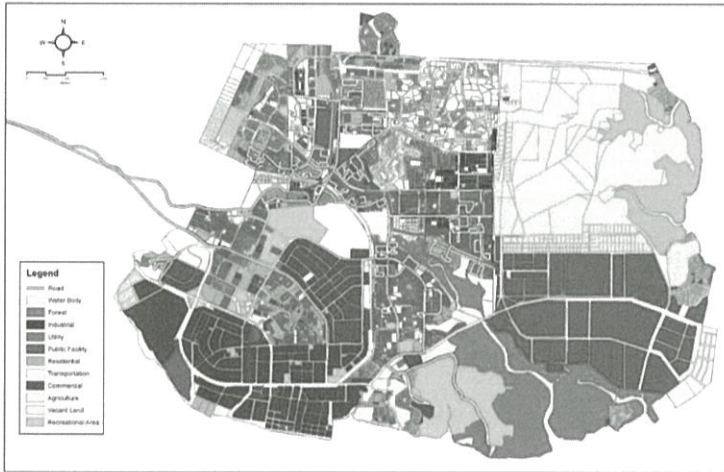 N
W E
S
Legend
Road
Water Body
Forest
Industrial
Utility
Public Facility
Residential
Transportation
Commercial
Agriculture
Vacant Land
Recreational Area